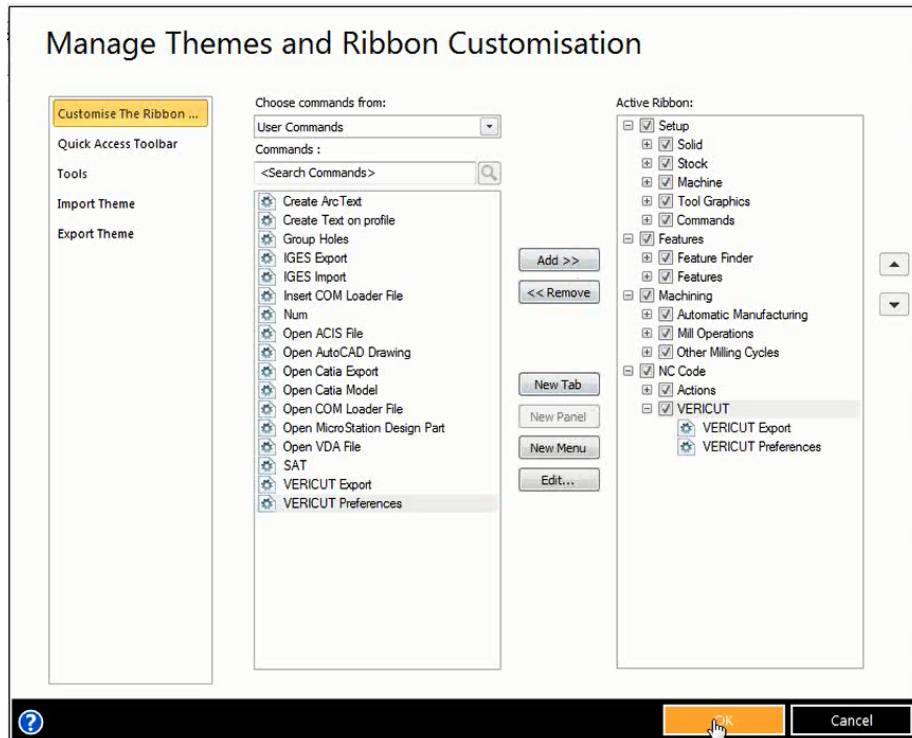 Manage Themes and Ribbon Customisation
Customise The Ribbon ...
Quick Access Toolbar
Tools
Import Theme
Export Theme
Choose commands from:
User Commands
Commands :
<Search Commands>
Create ArcText
Create Text on profile
Group Holes
IGES Export
IGES Import
Insert COM Loader File
Num
Open ACIS File
Open AutoCAD Drawing
Open Catia Export
Open Catia Model
Open COM Loader File
Open MicroStation Design Part
Open VDA File
SAT
VERICUT Export
VERICUT Preferences
Add >>
<< Remove
New Tab
New Panel
New Menu
Edit...
Active Ribbon:
Setup
Solid
Stock
Machine
Tool Graphics
Commands
Features
Feature Finder
Features
Machining
Automatic Manufacturing
Mill Operations
Other Milling Cycles
NC Code
Actions
VERICUT
VERICUT Export
VERICUT Preferences
OK
Cancel